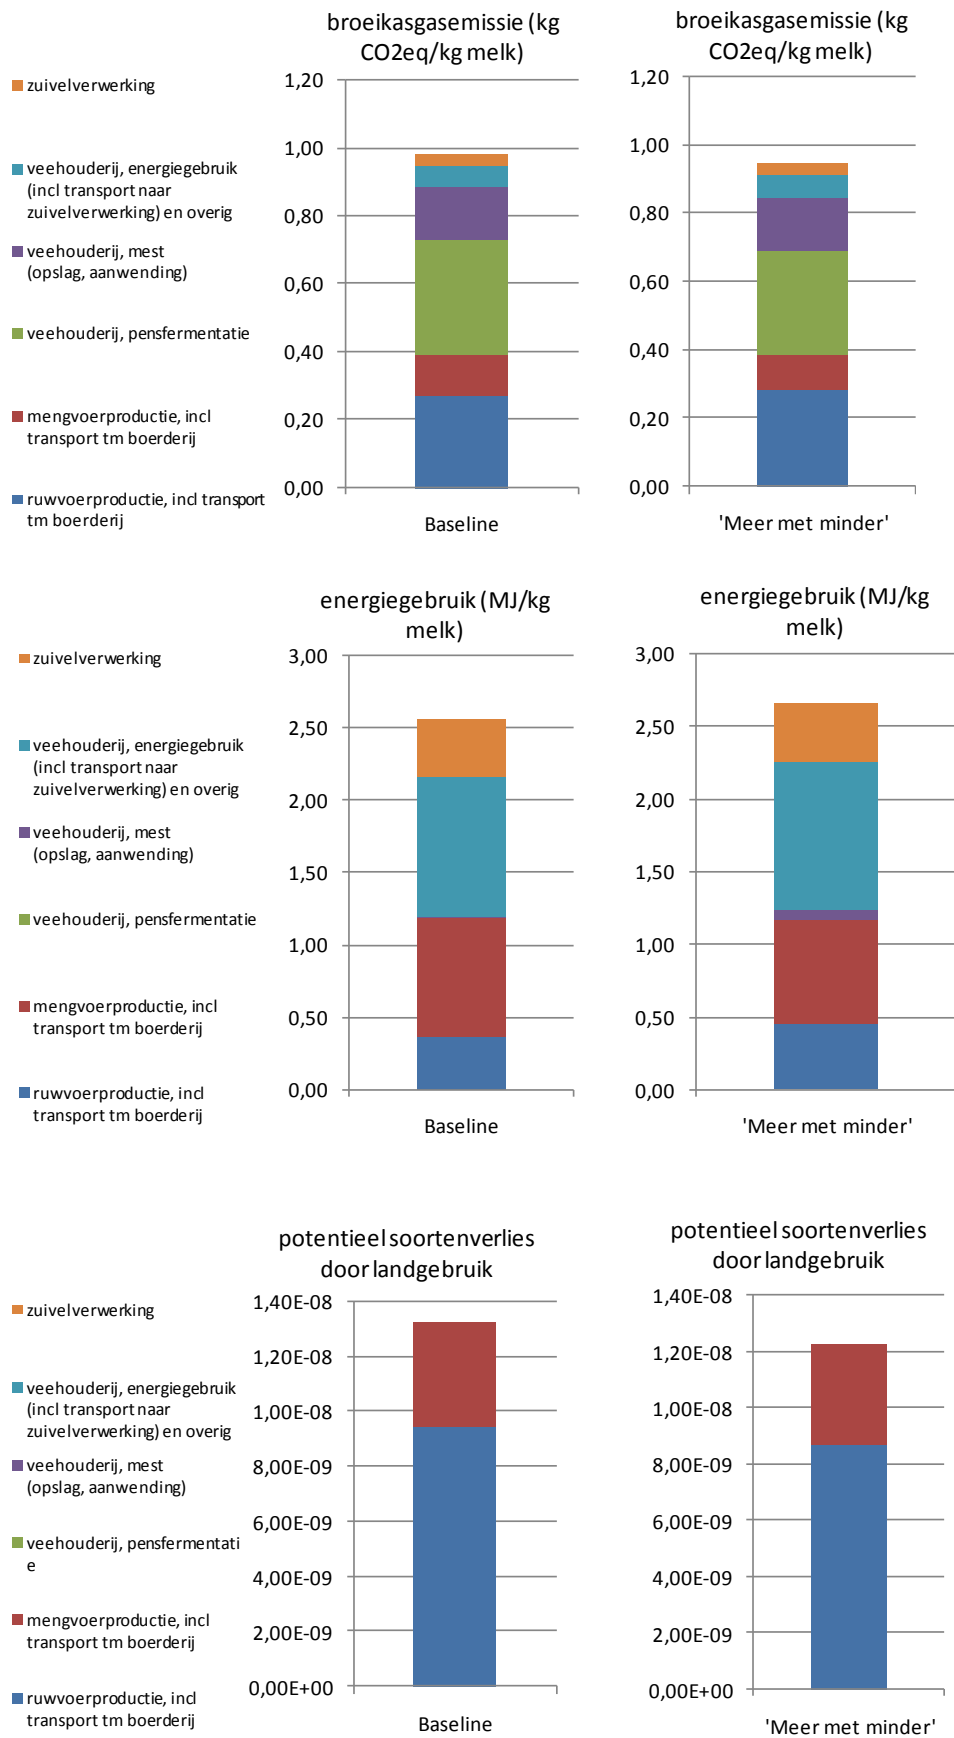 broeikasgasemissie (kg
CO2eq/kg melk)
zuivelverwerking
veehouderij, energiegebruik
(incl transport naar
zuivelverwerking) en overig
veehouderij, mest
(opslag, aanwending)
veehouderij, pensfermentatie
mengvoerproductie, incl
transport tm boerderij
ruwvoerproductie, incl transport
tm boerderij
1,20
1,00
0,80
0,60
0,40
0,20
0,00
Baseline
broeikasgasemissie (kg
CO2eq/kg melk)
1,20
1,00
0,80
0,60
0,40
0,20
0,00
'Meer met minder'
energiegebruik (MJ/kg
melk)
zuivelverwerking
veehouderij, energiegebruik
(incl transport naar
zuivelverwerking) en overig
veehouderij, mest
(opslag, aanwending)
veehouderij, pensfermentatie
mengvoerproductie, incl
transport tm boerderij
ruwvoerproductie, incl
transport tm boerderij
3,00
2,50
2,00
1,50
1,00
0,50
0,00
Baseline
energiegebruik (MJ/kg
melk)
3,00
2,50
2,00
1,50
1,00
0,50
0,00
'Meer met minder'
potentieel soortenverlies
door landgebruik
zuivelverwerking
veehouderij, energiegebruik
(incl transport naar
zuivelverwerking) en overig
veehouderij, mest
(opslag, aanwending)
veehouderij, pensfermentati
e
mengvoerproductie, incl
transport tm boerderij
ruwvoerproductie, incl
transport tm boerderij
1,40E-08
1,20E-08
1,00E-08
8,00E-09
6,00E-09
4,00E-09
2,00E-09
0,00E+00
Baseline
potentieel soortenverlies
door landgebruik
1,40E-08
1,20E-08
1,00E-08
8,00E-09
6,00E-09
4,00E-09
2,00E-09
0,00E+00
'Meer met minder'